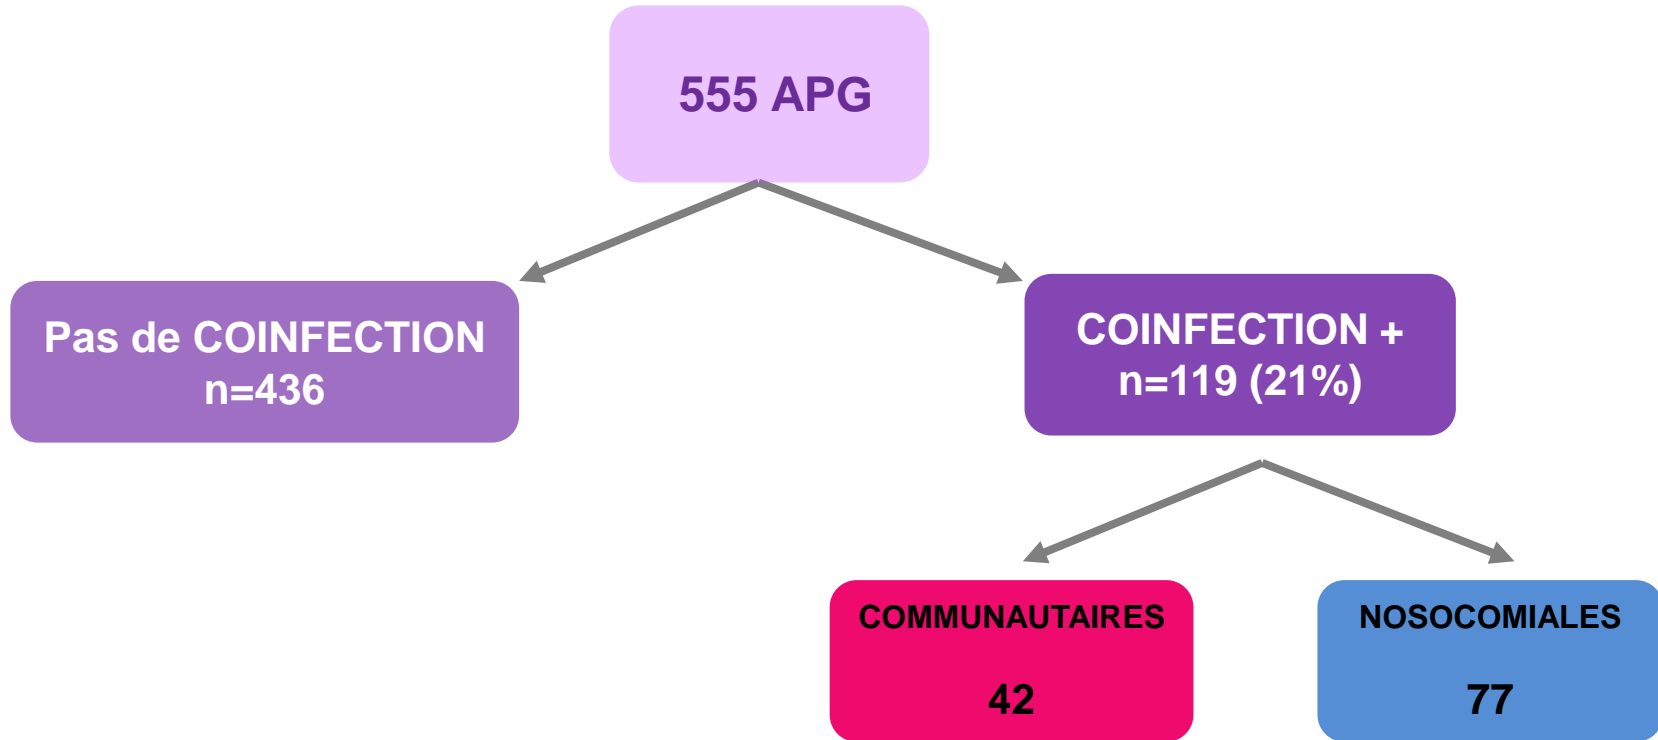 555 APG
Pas de COINFECTION
n=436
COINFECTION +
n=119 (21%)
COMMUNAUTAIRES
42
NOSOCOMIALES
77